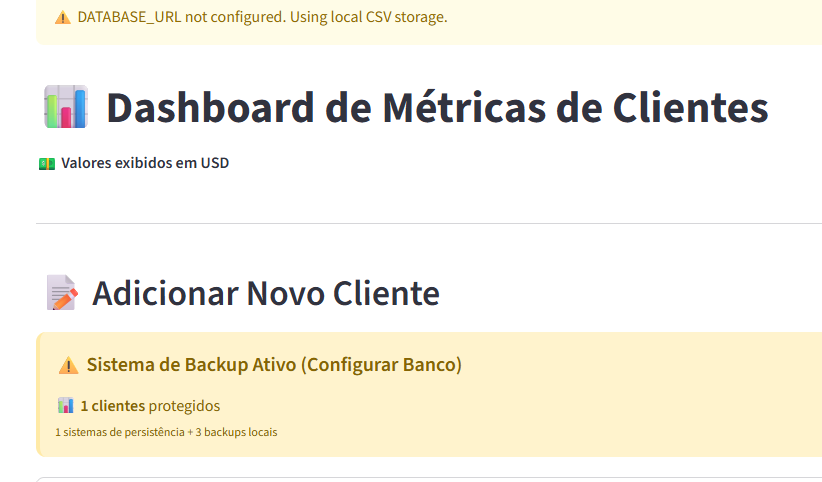 DATABASE_URL not configured. Using local CSV storage.
Dashboard de Métricas de Clientes
Valores exibidos em USD
Adicionar Novo Cliente
Sistema de Backup Ativo (Configurar Banco)
1 clientes protegidos
1 sistemas de persistência + 3 backups locais